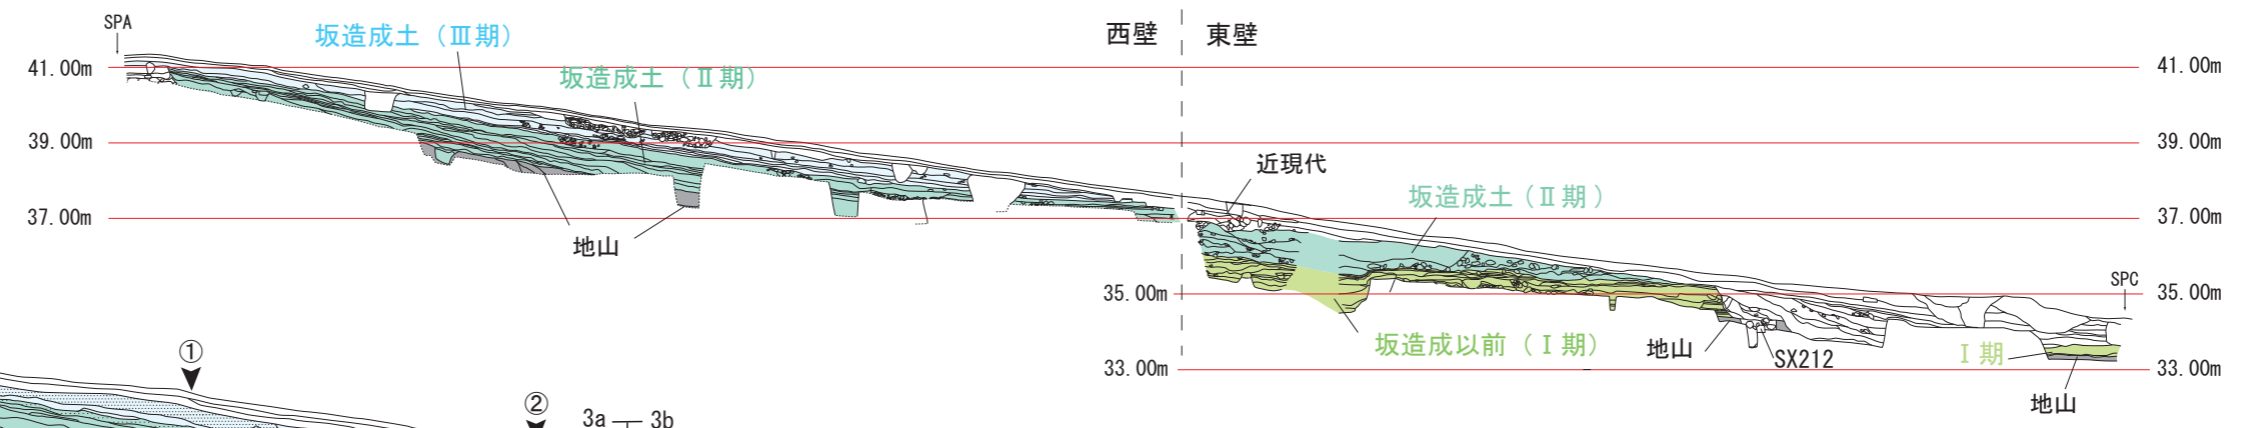 SPA
坂造成土（Ⅲ期）
西壁
東壁
41.00m
41.00m
坂造成土（Ⅱ期）
39.00m
39.00m
近現代
坂造成土（Ⅱ期）
37.00m
37.00m
地山
SPC
35.00m
35.00m
坂造成以前（Ⅰ期）
地山
SX212
Ⅰ期
33.00m
33.00m
地山
①
②
3a
3b